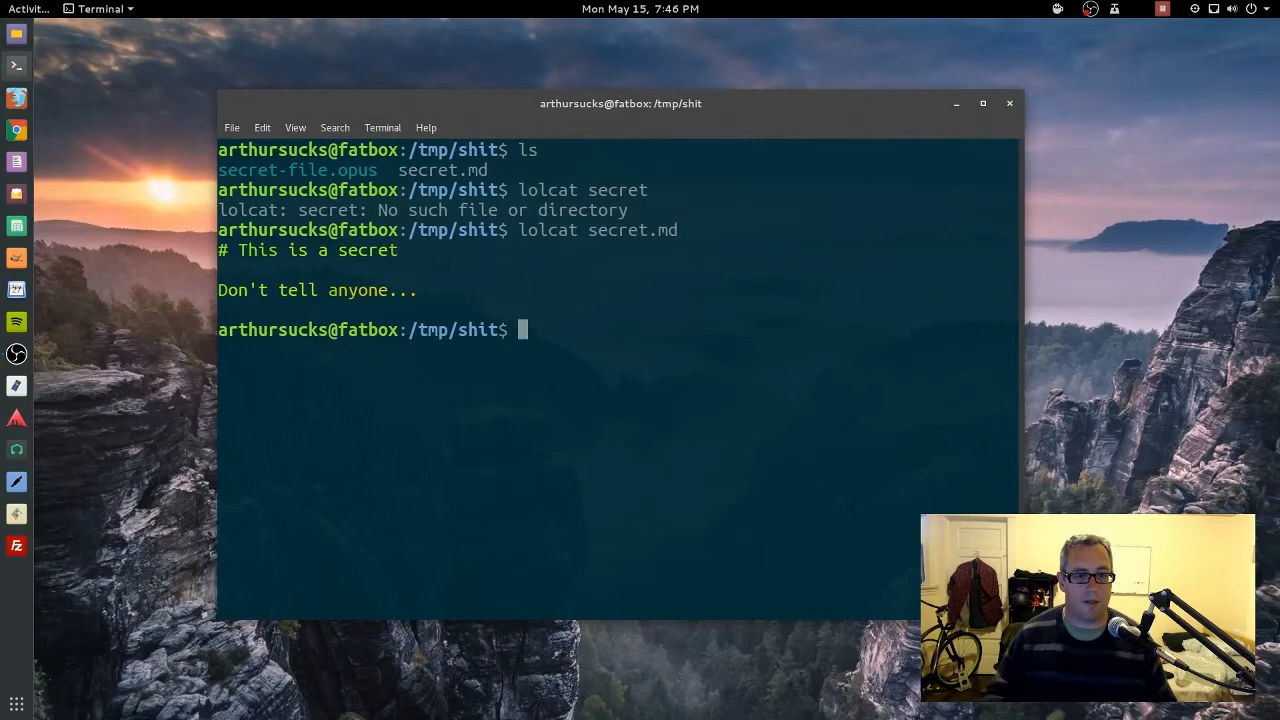 Activit...
Terminal
Mon May 15, 7:46 PM
arthursucks@fatbox: /tmp/shit
File Edit View Search Terminal Help
arthursucks@fatbox:/tmp/shit$ ls
secret-file.opus secret.md
arthursucks@fatbox:/tmp/shit$ lolcat secret
lolcat: secret: No such file or directory
arthursucks@fatbox:/tmp/shit$ lolcat secret.md
# This is a secret
Don't tell anyone...
arthursucks@fatbox:/tmp/shit$
27
Fz